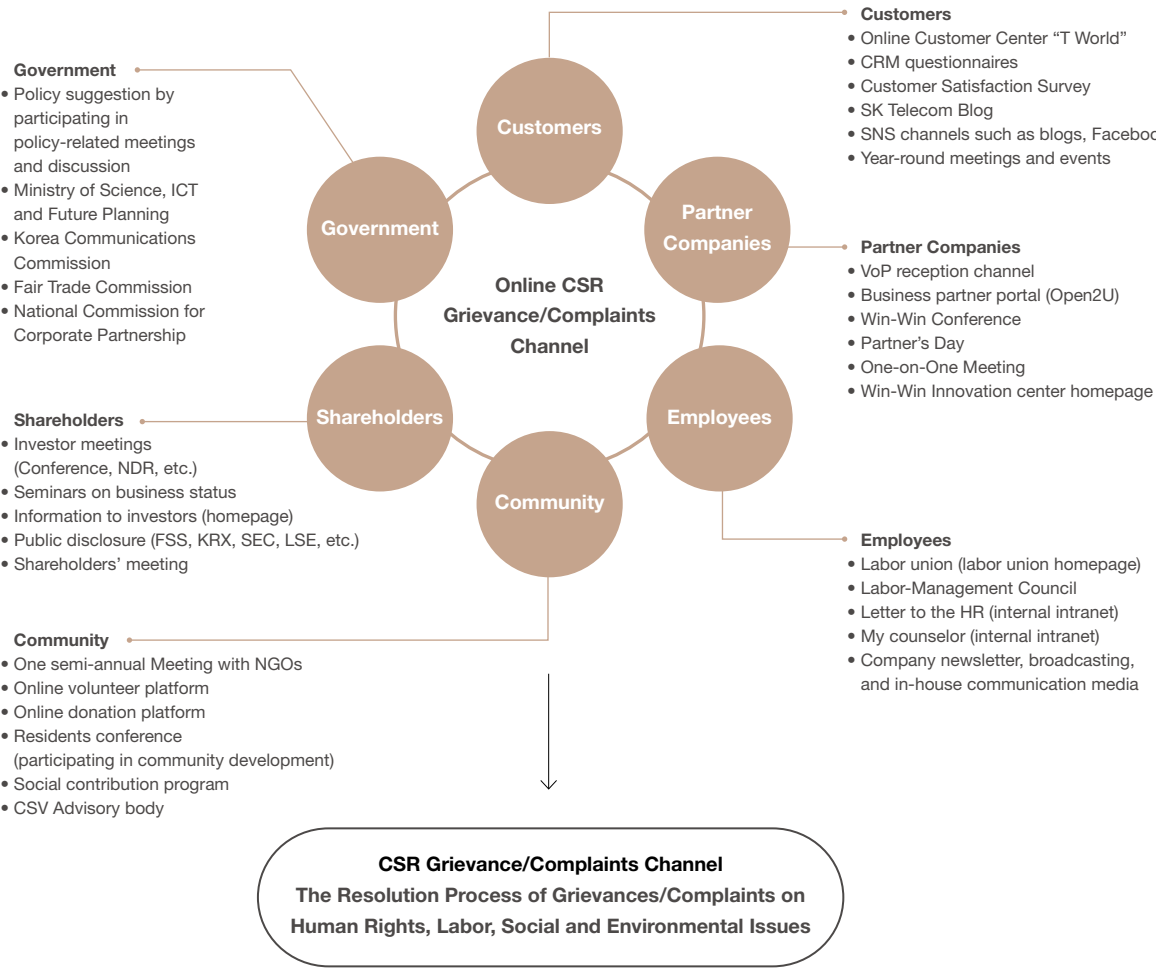 Customers
• Online Customer Center “T World”
• CRM questionnaires
• Customer Satisfaction Survey
• SK Telecom Blog
• SNS channels such as blogs,
• Year-round meetings and events
Government
• Policy suggestion by
participating in
policy-related meetings
and discussion
• Ministry of Science, ICT
and Future Planning
• Korea Communications
Commission
• Fair Trade Commission
• National Commission for
Corporate Partnership
Customers
Government
Partner
Companies
Online CSR
Grievance/Complaints
Channel
Shareholders
Employees
Community
Partner Companies
• VoP reception channel
• Business partner portal (Open2U)
• Win-Win Conference
• Partner’s Day
• One-on-One Meeting
• Win-Win Innovation center homepage
Shareholders
• Investor meetings
(Conference, NDR, etc.)
• Seminars on business status
• Information to investors (homepage)
• Public disclosure (FSS, KRX, SEC, LSE, etc.)
• Shareholders’ meeting
Employees
• Labor union (labor union homepage)
• Labor-Management Council
• Letter to the HR (internal intranet)
• My counselor (internal intranet)
• Company newsletter, broadcasting,
and in-house communication media
Community
• One semi-annual Meeting with NGOs
• Online volunteer platform
• Online donation platform
• Residents conference
(participating in community development)
• Social contribution program
• CSV Advisory body
CSR Grievance/Complaints Channel
The Resolution Process of Grievances/Complaints on
Human Rights, Labor, Social and Environmental Issues